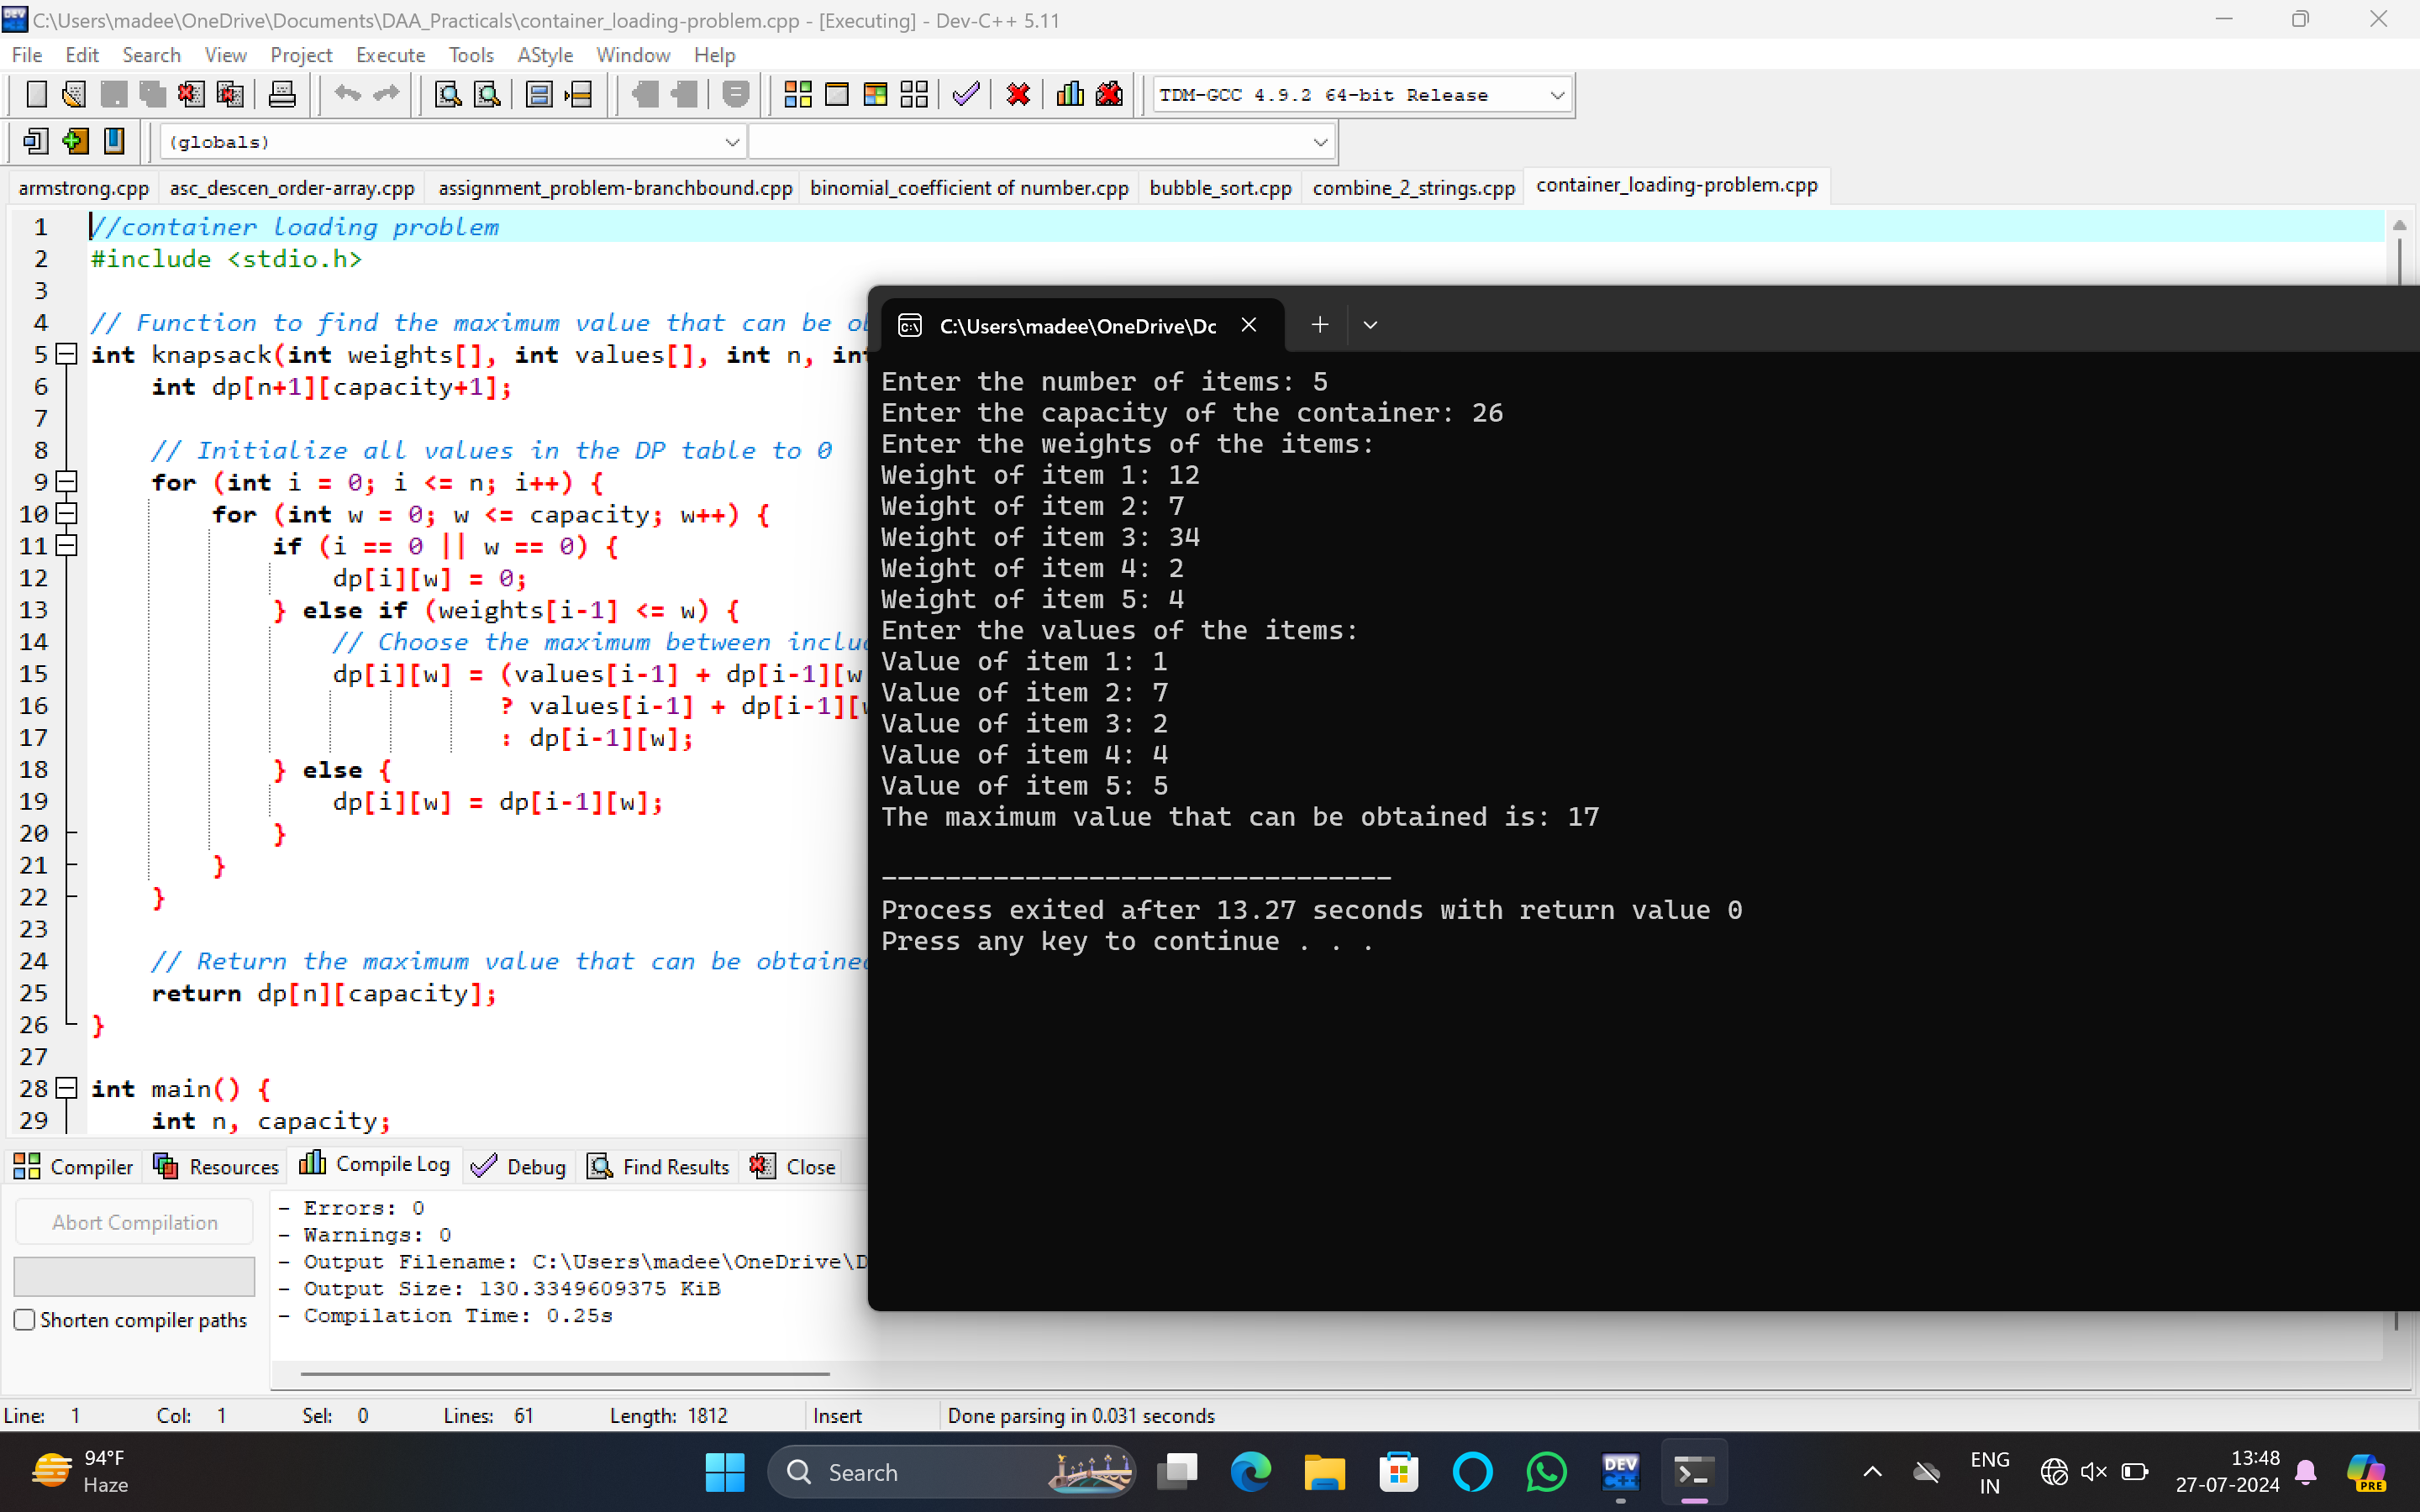 C:\Users\madee\OneDrive\Documents\DAA_Practicals\container_loading-problem.cpp - [Executing] - Dev-C++ 5.11
File Edit Search View Project Execute Tools AStyle Window Help
TDM-GCC 4.9.2 64-bit Release
(globals)
armstrong.cpp asc_descen_order-array.cpp assignment_problem-branchbound.cpp binomial_coefficient of number.cpp bubble_sort.cpp combine_2_strings.cpp container_loading-problem.cpp
1 //container loading problem
2 #include <stdio.h>
3
4 // Function to find the maximum value that can be
5 int knapsack(int weights[], int values[], int n, int
6 int dp[n+1][capacity+1];
7
8 // Initialize all values in the DP table to 0
9 for (int i = 0; i <= n; i++) {
10 for (int w = 0; w <= capacity; w++) {
11 if (i == 0 || w == 0) {
12 dp[i][w] = 0;
13 } else if (weights[i-1] <= w) {
14 // Choose the maximum between
15 dp[i][w] = (values[i-1] + dp[i-1][w
16 ? values[i-1] + dp[i-1][w
17 : dp[i-1][w];
18 } else {
19 dp[i][w] = dp[i-1][w];
20 }
21 }
22 }
23
24 // Return the maximum value that can be obtained
25 return dp[n][capacity];
26 }
27
28 int main() {
29 int n, capacity;
C:\Users\madee\OneDrive\Dc
Enter the number of items: 5
Enter the capacity of the container: 26
Enter the weights of the items:
Weight of item 1: 12
Weight of item 2: 7
Weight of item 3: 34
Weight of item 4: 2
Weight of item 5: 4
Enter the values of the items:
Value of item 1: 1
Value of item 2: 7
Value of item 3: 2
Value of item 4: 4
Value of item 5: 5
The maximum value that can be obtained is: 17
--------------------------------
Process exited after 13.27 seconds with return value 0
Press any key to continue . . .
Compiler Resources Compile Log Debug Find Results Close
Abort Compilation
Shorten compiler paths
- Errors: 0
- Warnings: 0
- Output Filename: C:\Users\madee\OneDrive\D
- Output Size: 130.3349609375 KiB
- Compilation Time: 0.25s
Line: 1 Col: 1 Sel: 0 Lines: 61 Length: 1812 Insert Done parsing in 0.031 seconds
94°F
Haze
Search
DEV
C++
ENG
IN
13:48
27-07-2024
PRE